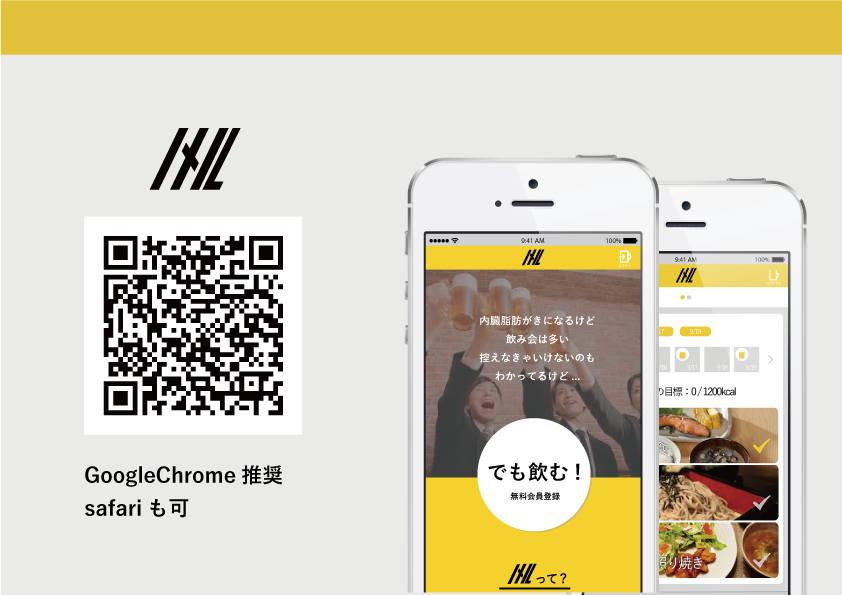 GoogleChrome 推奨
safari も可
9:41 AM
100%
内臓脂肪がきになるけど
飲み会は多い
控えなきゃいけないのも
わかってるけど ...
でも飲む！
無料会員登録
って？
9:41 AM
100%
9/19
の目標：0 / 1200kcal
り焼き